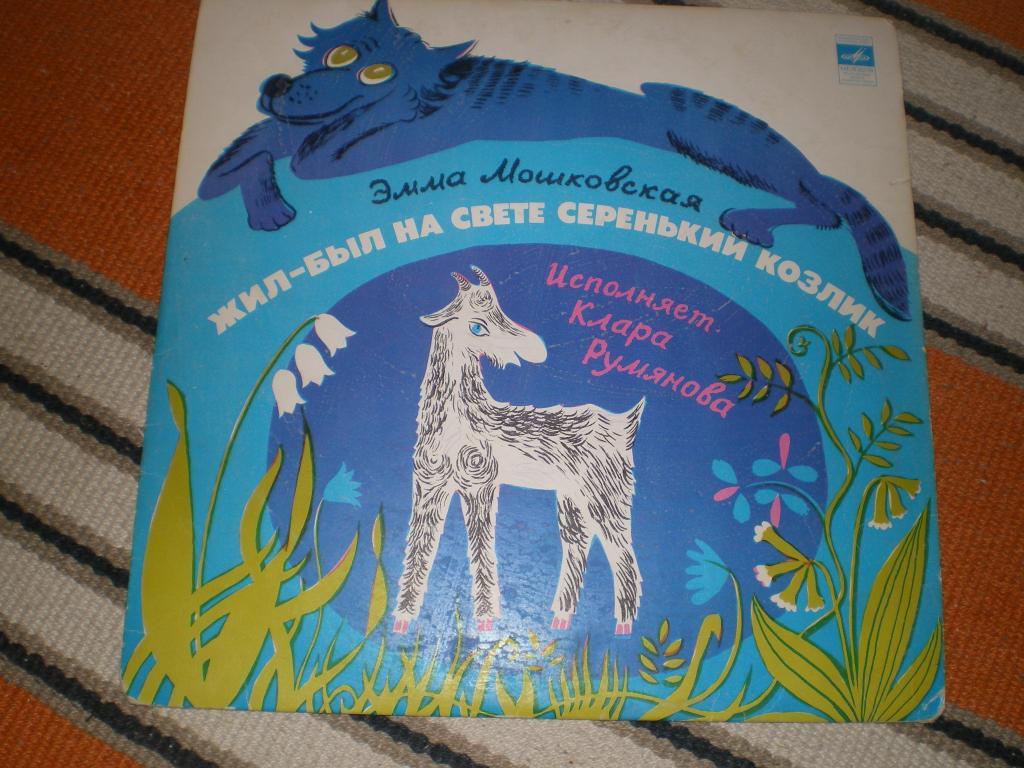 Эмма Мошковская
ЖИЛ-БЫЛ НА СВЕТЕ СЕРЕНЬКИЙ КОЗЛИК
Исполняет
Клара
Румянова